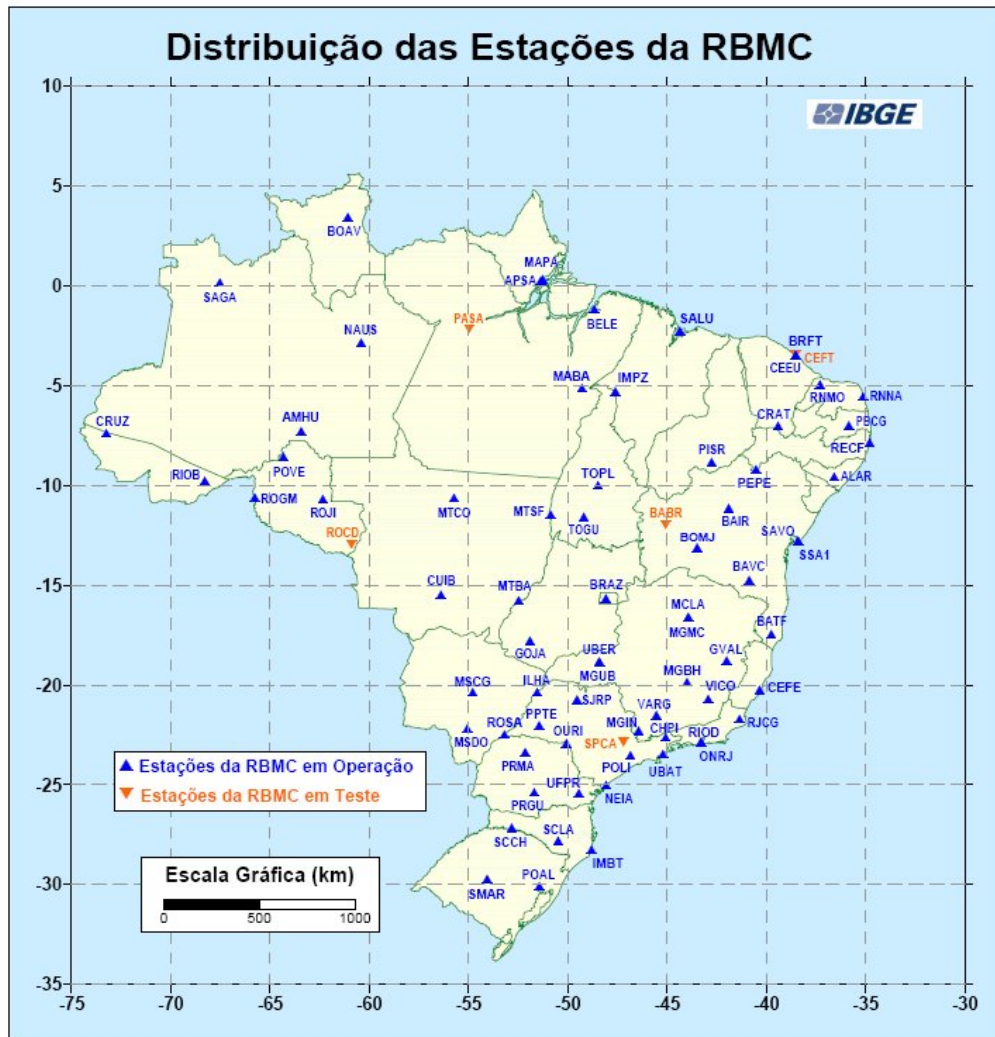 Distribuição das Estações da RBMC
10
IBGE
5
BOAV
MAPA
APSA
0
SAGA
PASA
BELE
SALU
NAUS
BRFT
CEFT
CEEU
MABA
IMPZ
-5
RNMO
RNNA
CRUZ
AMHU
CRAT
PBCG
RECF
POVE
PISR
RIOB
TOPL
PEPE
ALAR
-10
ROGM
ROJI
MTCO
MTSF
TOGU
BABR
BAIR
SAVO
ROCD
BOMJ
SSA1
BAVC
-15
CUIB
MTBA
BRAZ
MCLA
MGMC
BATF
GOJA
UBER
GVAL
MGUB
MGBH
-20
MSCG
ILHA
SJRP
VICO
CEFE
VARG
PPTE
MGIN
CHPI
RJCG
MSDO
ROSA
OURI
SPCA
RIOD
ONRJ
PRMA
POLI
UBAT
Estações da RBMC em Operação
Estações da RBMC em Teste
-25
UFPR
NEIA
PRGU
SCLA
SCCH
IMBT
Escala Gráfica (km)
0 500 1000
POAL
-30
SMAR
-35
-75 -70 -65 -60 -55 -50 -45 -40 -35 -30